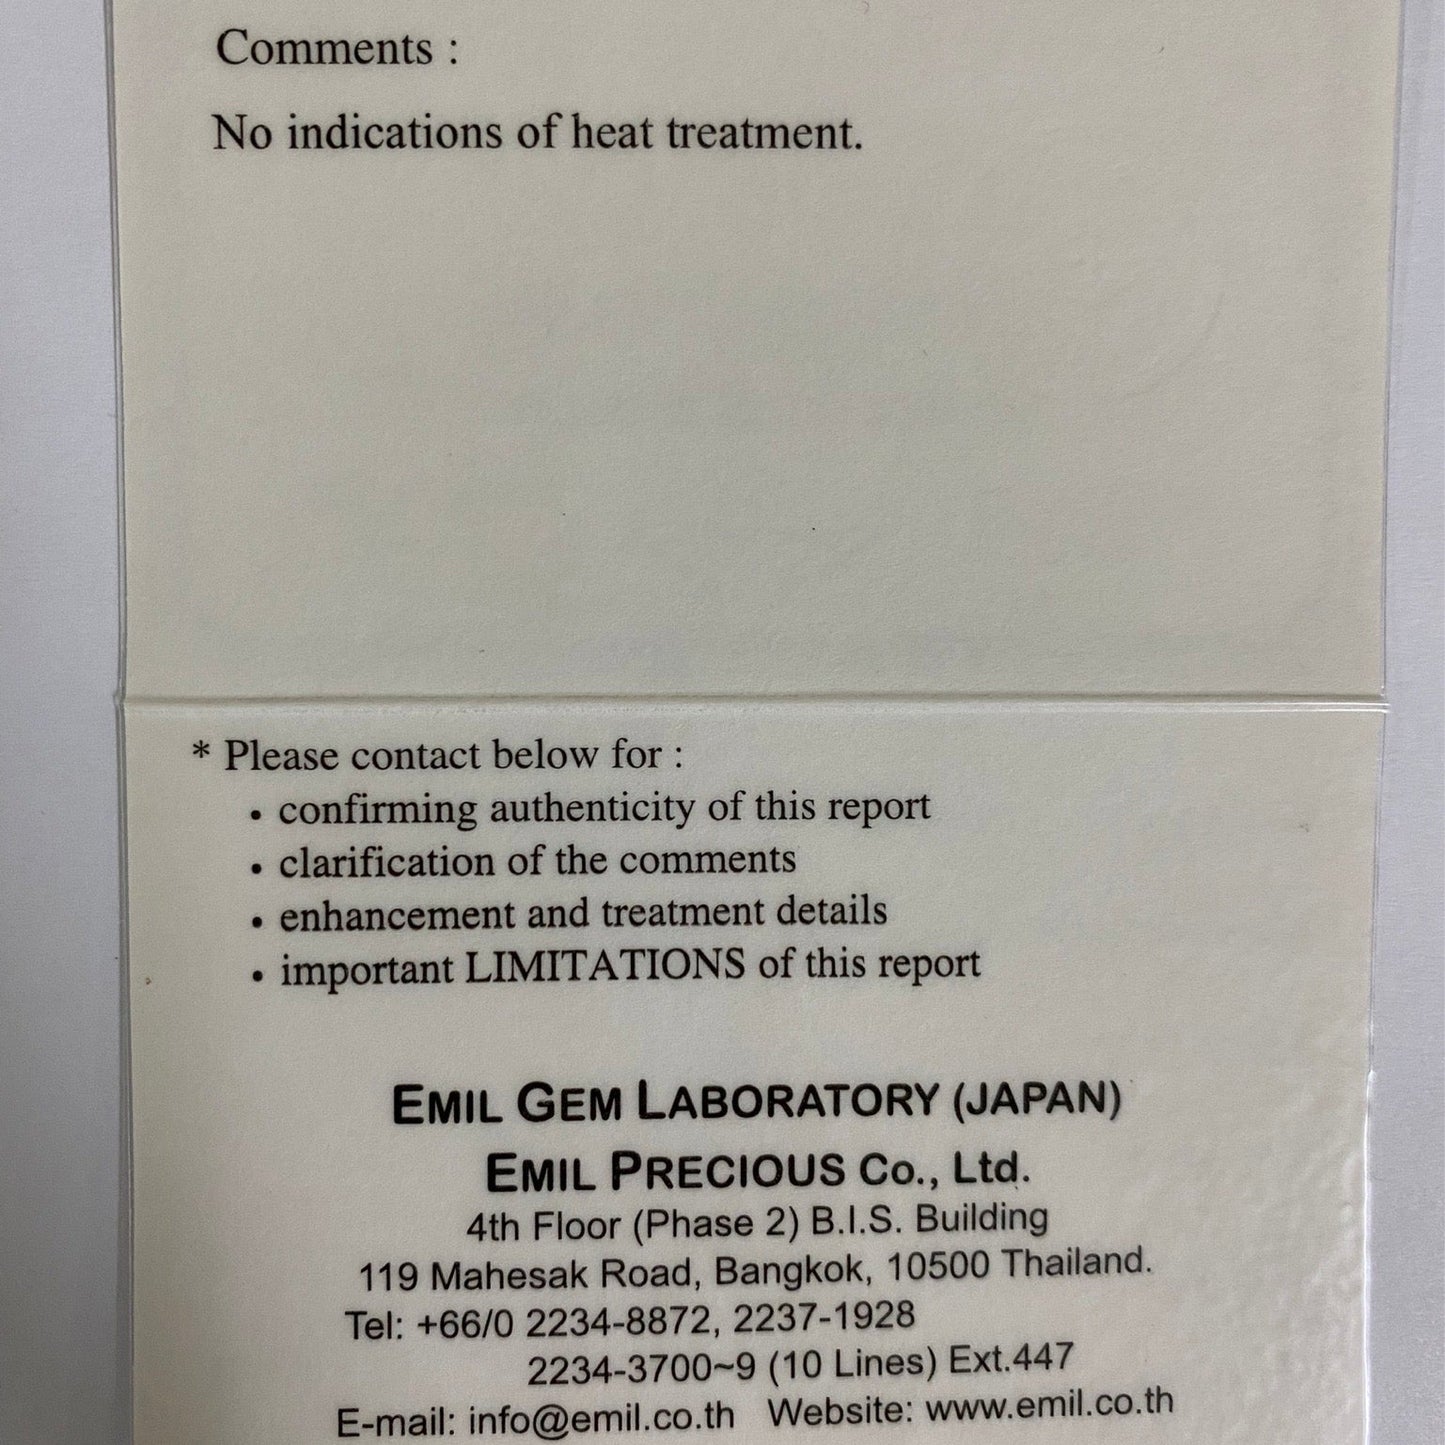 Comments :
No indications of heat treatment.
* Please contact below for :
• confirming authenticity of this report
• clarification of the comments
• enhancement and treatment details
• important LIMITATIONS of this report
EMIL GEM LABORATORY (JAPAN)
EMIL PRECIOUS Co., Ltd.
4th Floor (Phase 2) B.I.S. Building
119 Mahesak Road, Bangkok, 10500 Thailand.
Tel: +66/0 2234-8872, 2237-1928
2234-3700~9 (10 Lines) Ext.447
E-mail: info@emil.co.th Website: www.emil.co.th